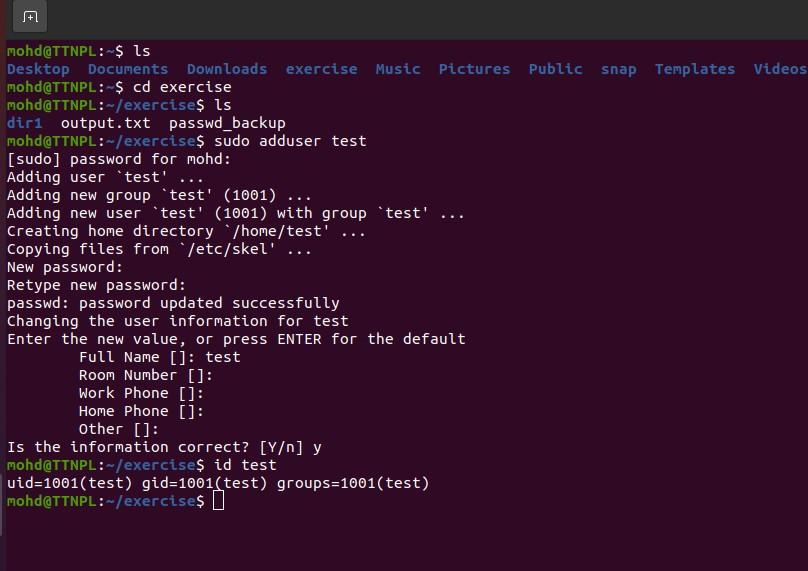 mohd@TTNPL:~$ ls
Desktop  Documents  Downloads  exercise  Music  Pictures  Public  snap  Templates  Videos
mohd@TTNPL:~$ cd exercise
mohd@TTNPL:~/exercise$ ls
dir1  output.txt  passwd_backup
mohd@TTNPL:~/exercise$ sudo adduser test
[sudo] password for mohd:
Adding user `test' ...
Adding new group `test' (1001) ...
Adding new user `test' (1001) with group `test' ...
Creating home directory `/home/test' ...
Copying files from `/etc/skel' ...
New password:
Retype new password:
passwd: password updated successfully
Changing the user information for test
Enter the new value, or press ENTER for the default
        Full Name []: test
        Room Number []:
        Work Phone []:
        Home Phone []:
        Other []:
Is the information correct? [Y/n] y
mohd@TTNPL:~/exercise$ id test
uid=1001(test) gid=1001(test) groups=1001(test)
mohd@TTNPL:~/exercise$